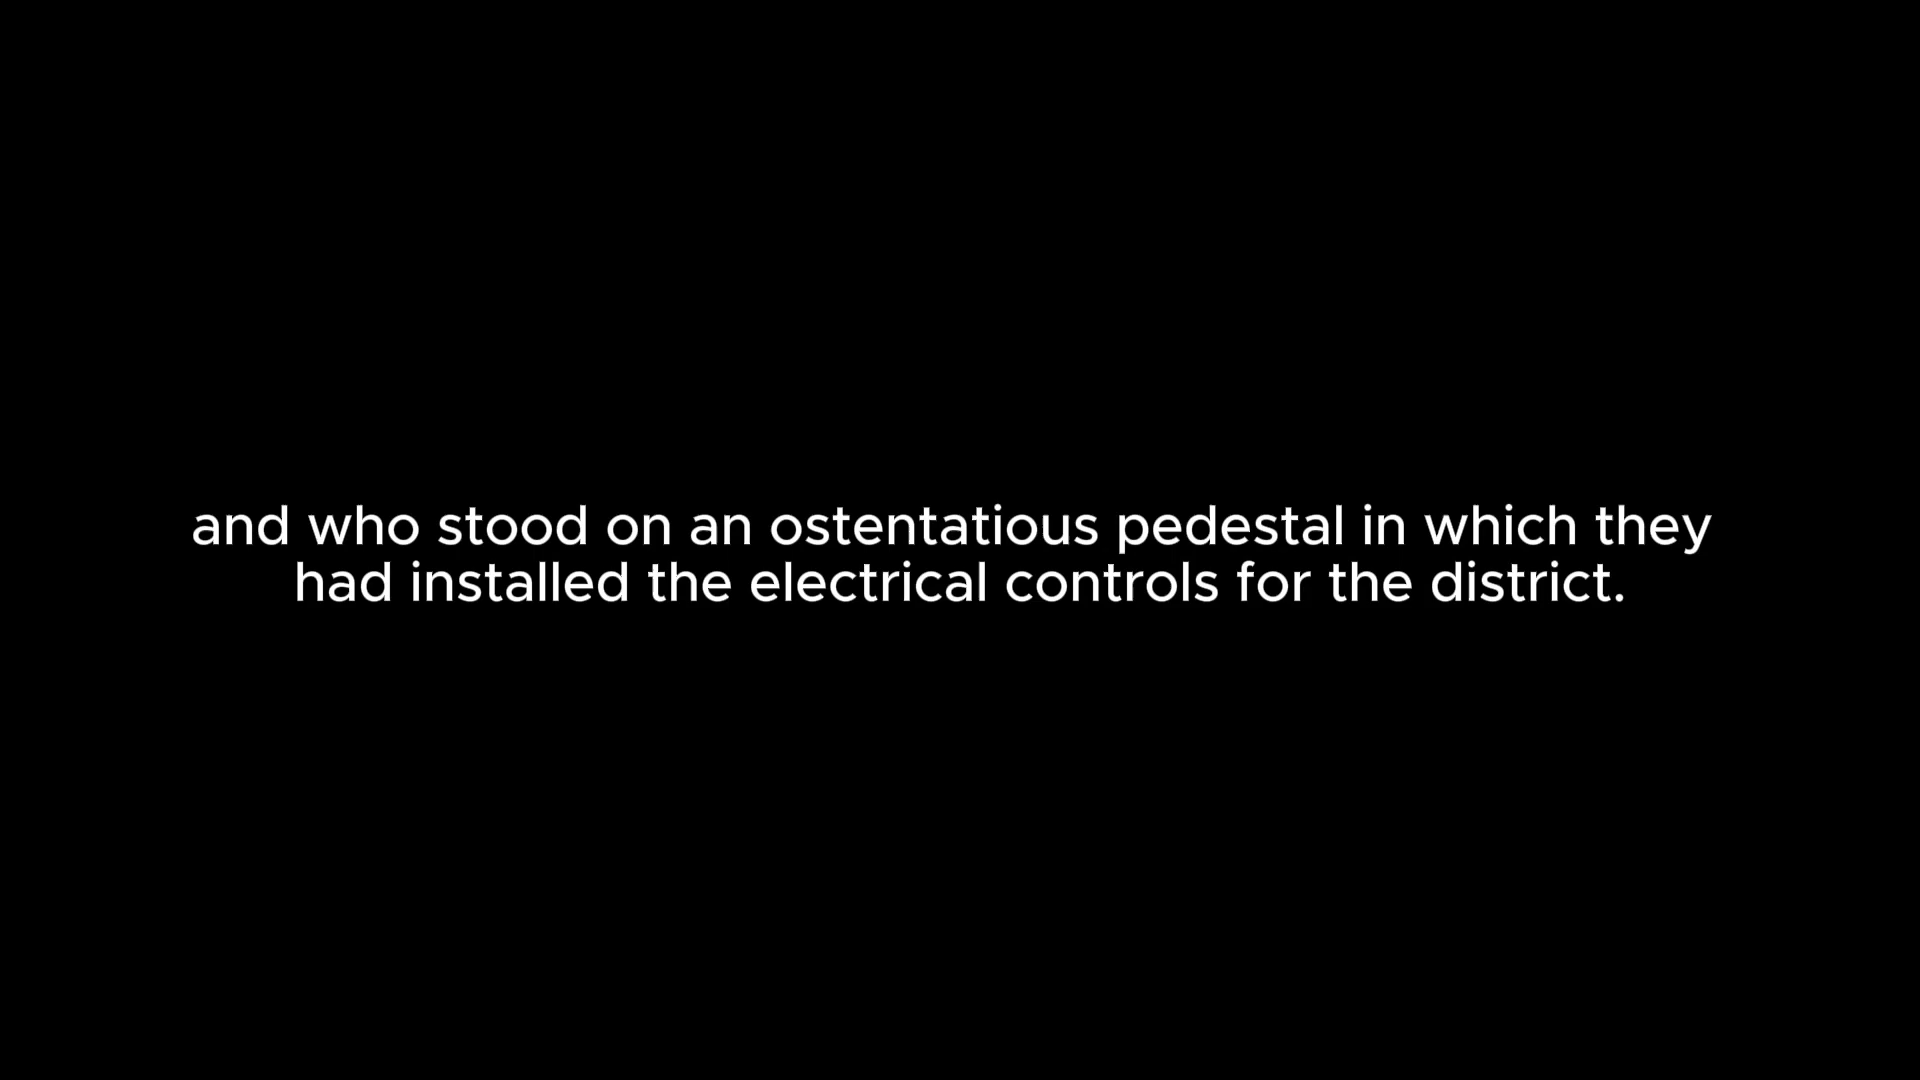 and who stood on an ostentatious pedestal in which they
had installed the electrical controls for the district.